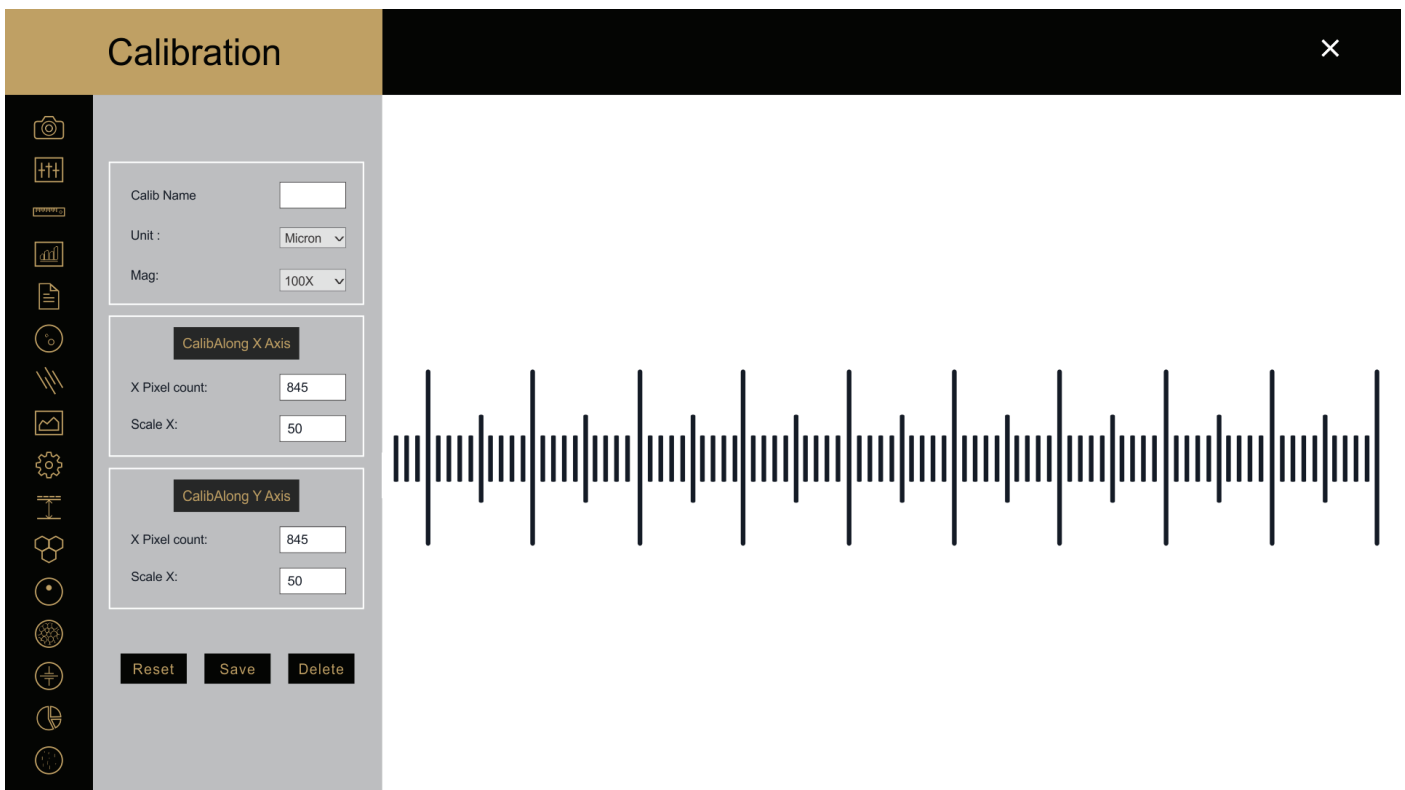 Calibration
Calib Name
Unit :
Micron
Mag:
100X
CalibAlong X Axis
X Pixel count:
845
Scale X:
50
CalibAlong Y Axis
X Pixel count:
845
Scale X:
50
Reset Save Delete